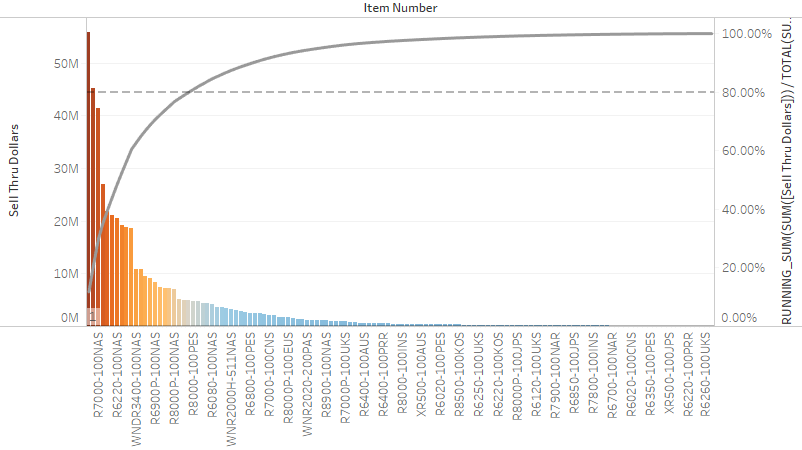 Item Number
50M
40M
30M
20M
10M
0M
Sell Thru Dollars
1
100.00%
80.00%
60.00%
40.00%
20.00%
0.00%
RUNNING_SUM(SUM([Sell Thru Dollars])) / TOTAL(SU..
R7000-100NAS
R6220-100NAS
WNDR3400-100NAS
R6900P-100NAS
R8000P-100NAS
R8000-100PES
R6080-100NAS
WNR2000H-511NAS
R6800-100PES
R7000-100CNS
R8000P-100EUS
WNR2020-200PAS
R8900-100NAS
R7000P-100UKS
R6400-100AUS
R6400-100PRR
R8000-100INS
XR500-100AUS
R6020-100PES
R8500-100KOS
R6250-100UKS
R6220-100KOS
R8000P-100JPS
R6120-100UKS
R7900-100NAR
R6850-100JPS
R7800-100INS
R6700-100NAR
R6020-100CNS
R6350-100PES
XR500-100JPS
R6220-100PRR
R6260-100UKS